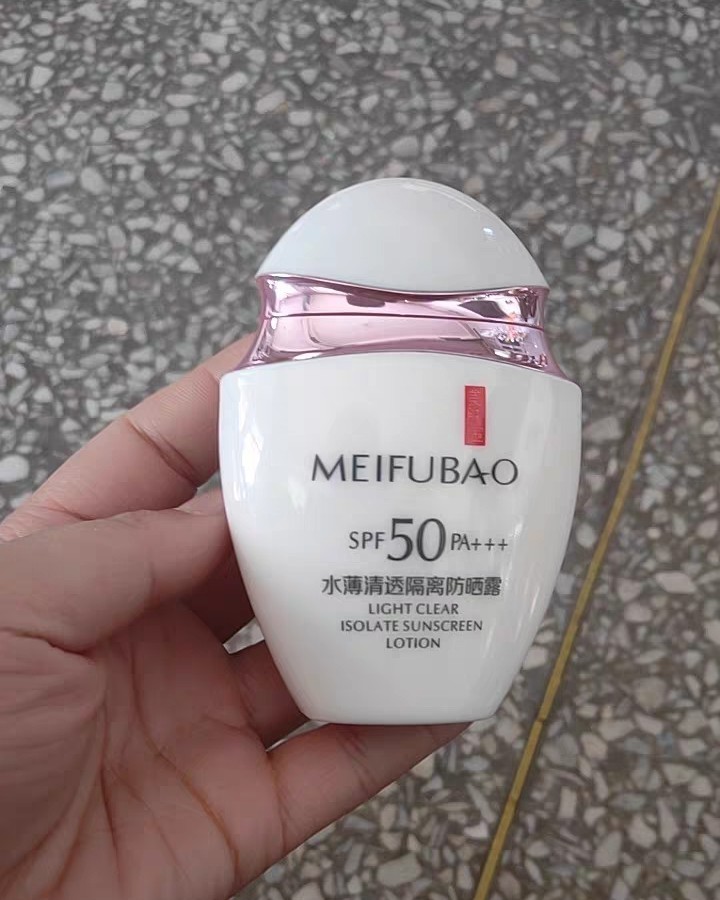 MEIFUBAO
SPF50 PA+++
水薄清透隔离防晒露
LIGHT CLEAR
ISOLATE SUNSCREEN
LOTION